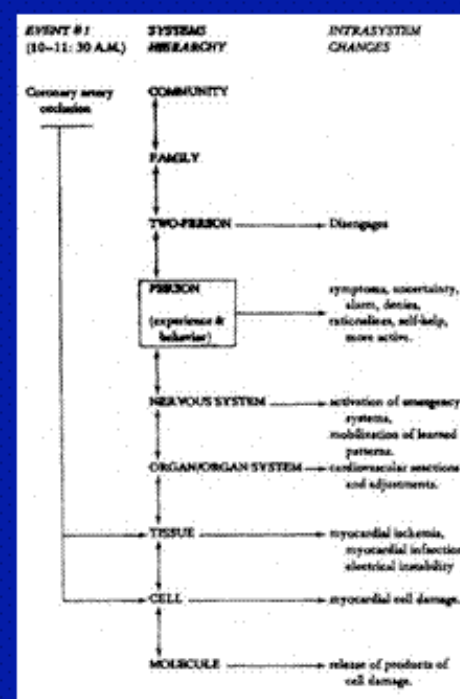 EVENT #1 SYSTEMS INTRASYSTEM
(10–11: 30 A.M.) HIERARCHY CHANGES
Coronary artery COMMUNITY
occlusion
FAMILY
TWO-PERSON Disengages
PERSON symptoms, uncertainty,
alarm, denies,
(experience & rationalizes, self-help,
behavior) more active.
NERVOUS SYSTEM activation of emergency
systems,
mobilization of learned
patterns.
ORGAN/ORGAN SYSTEM cardiovascular reactions
and adjustments.
TISSUE myocardial ischemia,
myocardial infarction
electrical instability
CELL myocardial cell damage.
MOLECULE release of products of
cell damage.